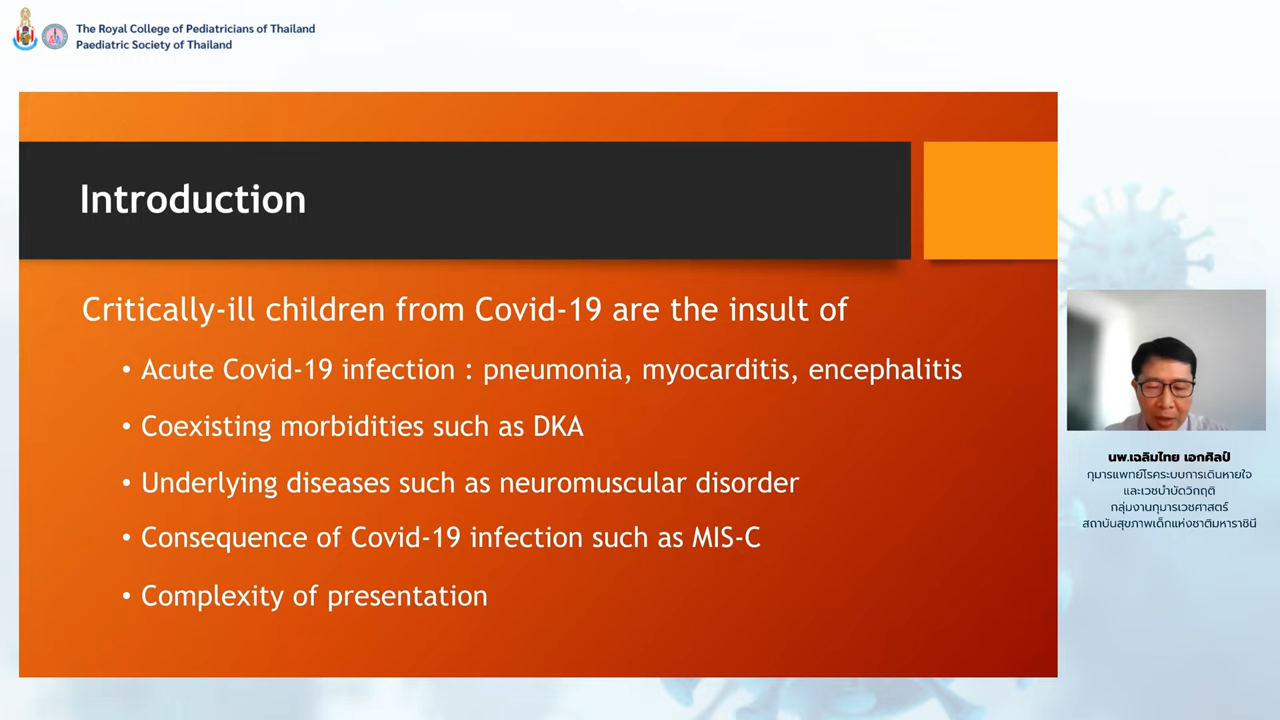 The Royal College of Pediatricians of Thailand
Paediatric Society of Thailand
Introduction
Critically-ill children from Covid-19 are the insult of
• Acute Covid-19 infection : pneumonia, myocarditis, encephalitis
• Coexisting morbidities such as DKA
• Underlying diseases such as neuromuscular disorder
• Consequence of Covid-19 infection such as MIS-C
• Complexity of presentation
นพ.เฉลิมไทย เอกศิลป์
กุมารแพทย์โรคระบบการเดินหายใจ
และเวชบำบัดวิกฤติ
กลุ่มงานกุมารเวชศาสตร์
สถาบันสุขภาพเด็กแห่งชาติมหาราชินี